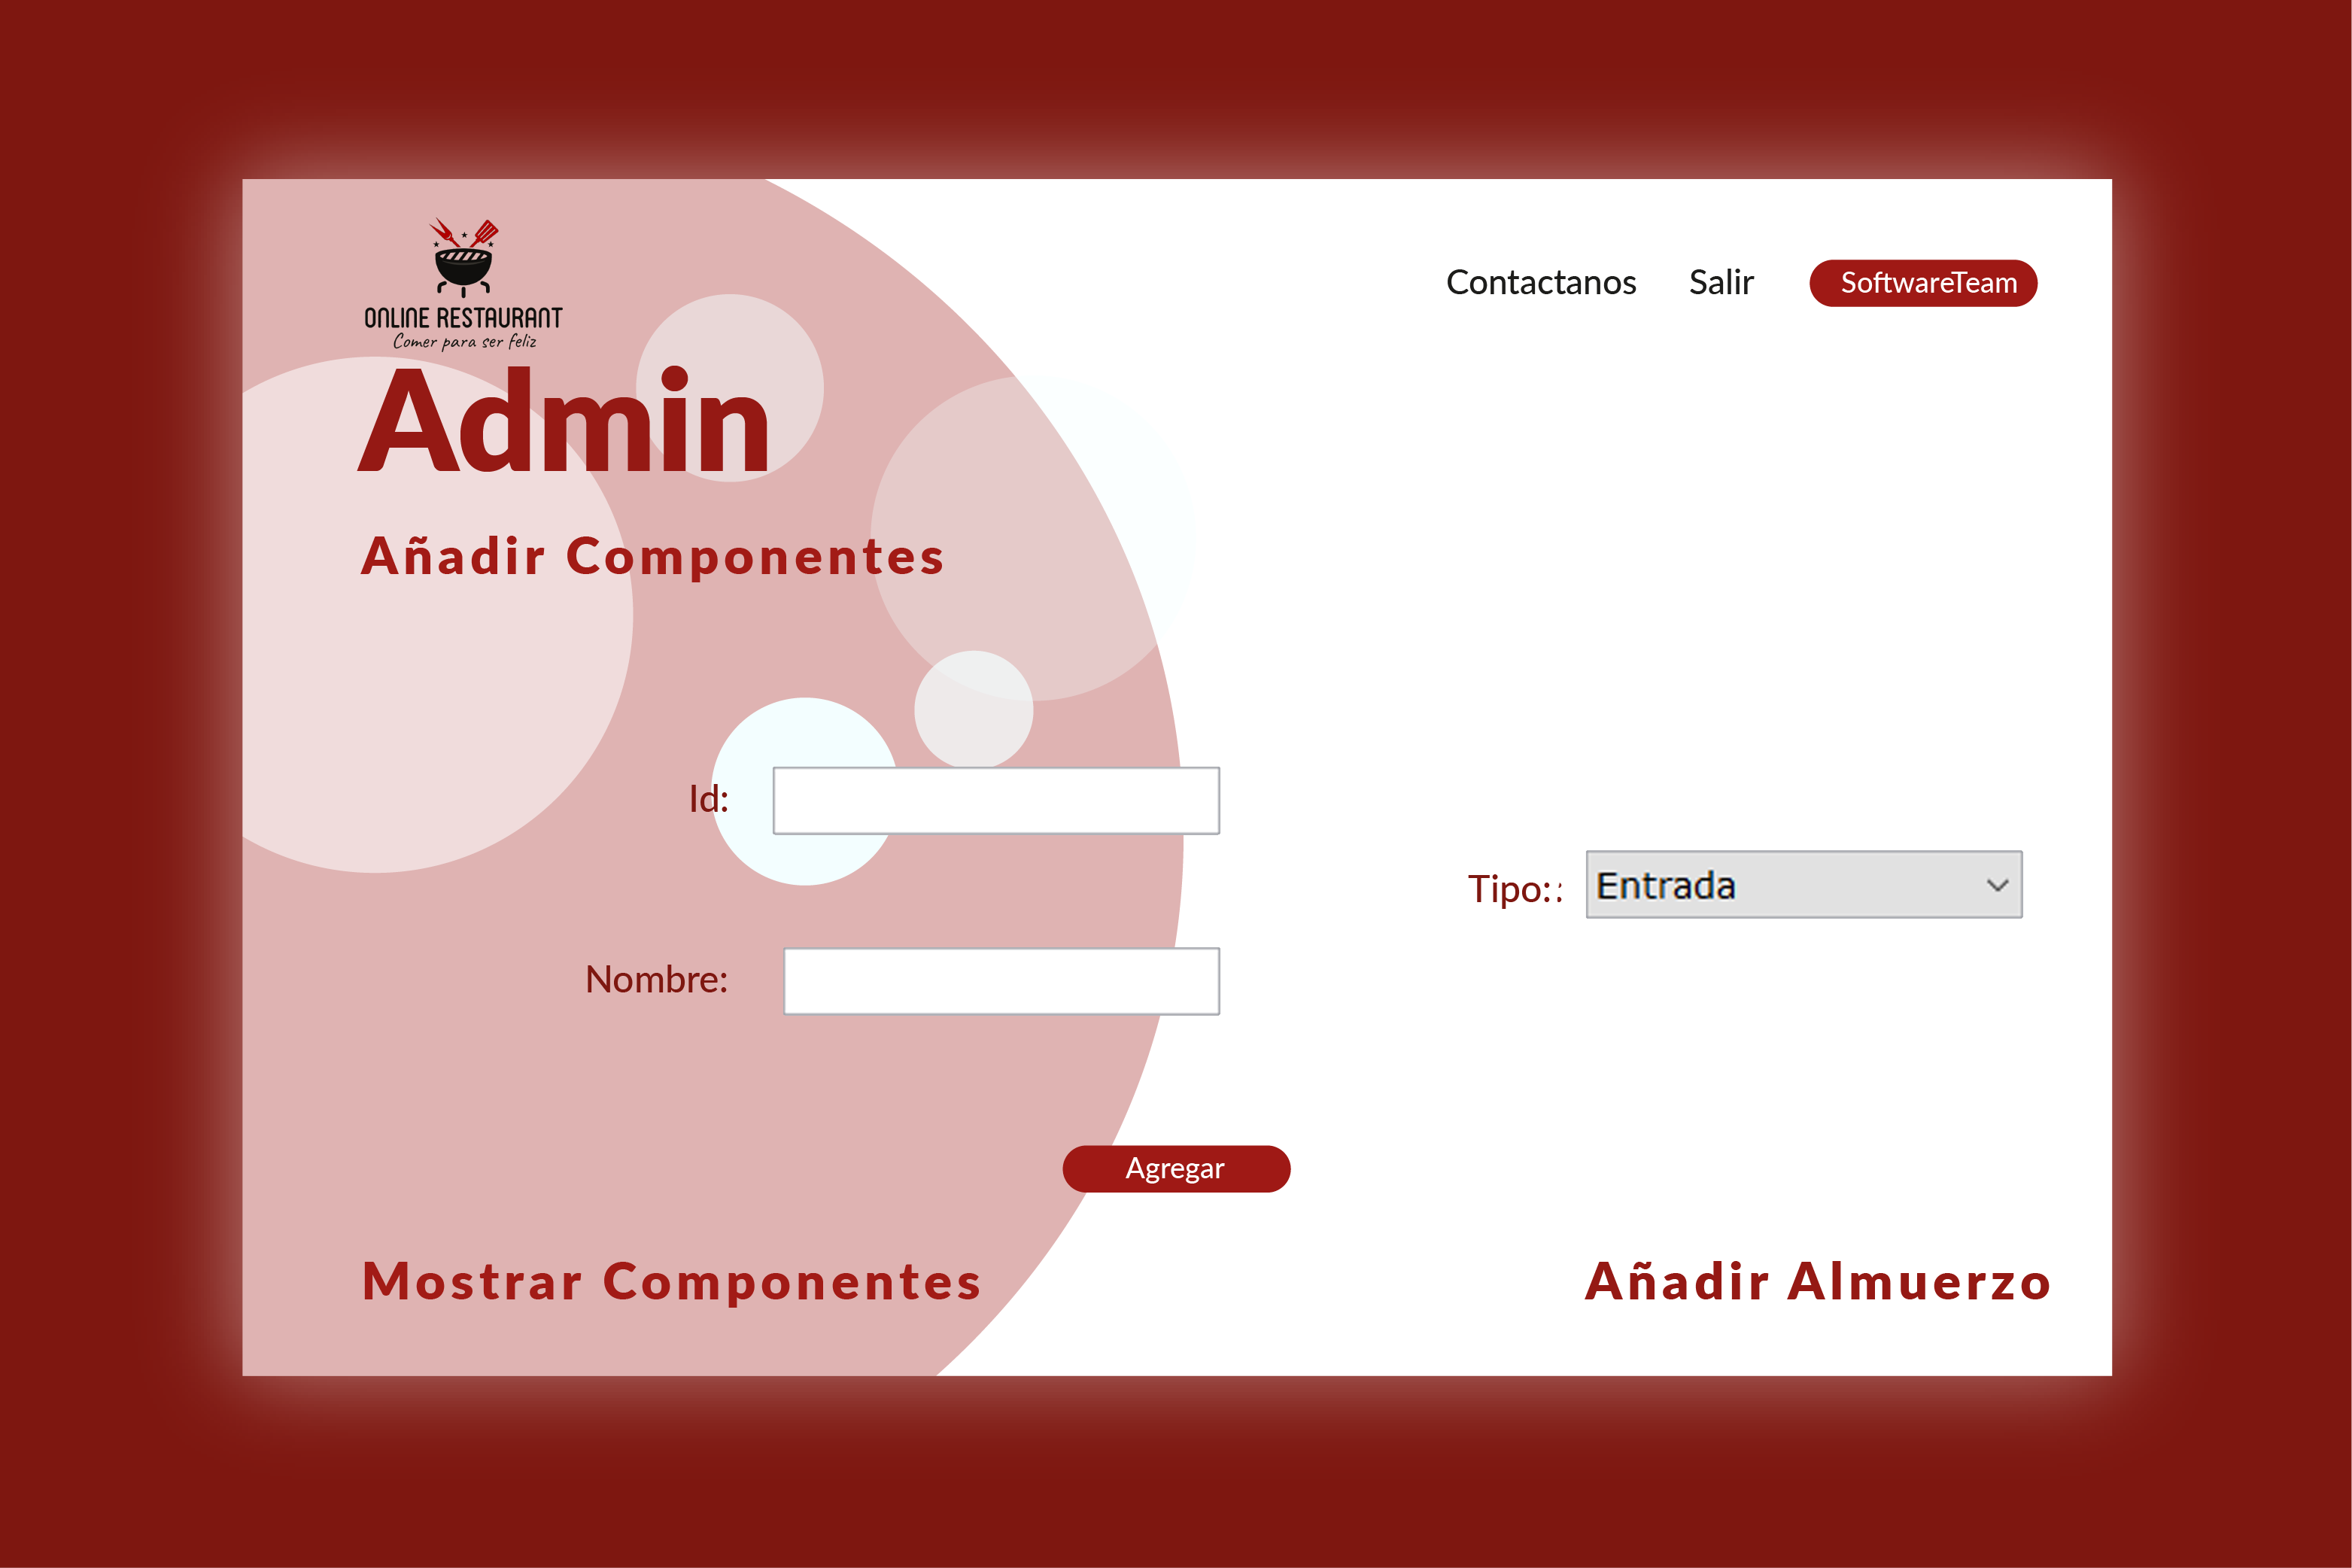 ONLINE RESTAURANT
Comer para ser feliz
Contactanos Salir SoftwareTeam
Admin
Añadir Componentes
Id:
Tipo:: Entrada
Nombre:
Agregar
Mostrar Componentes Añadir Almuerzo